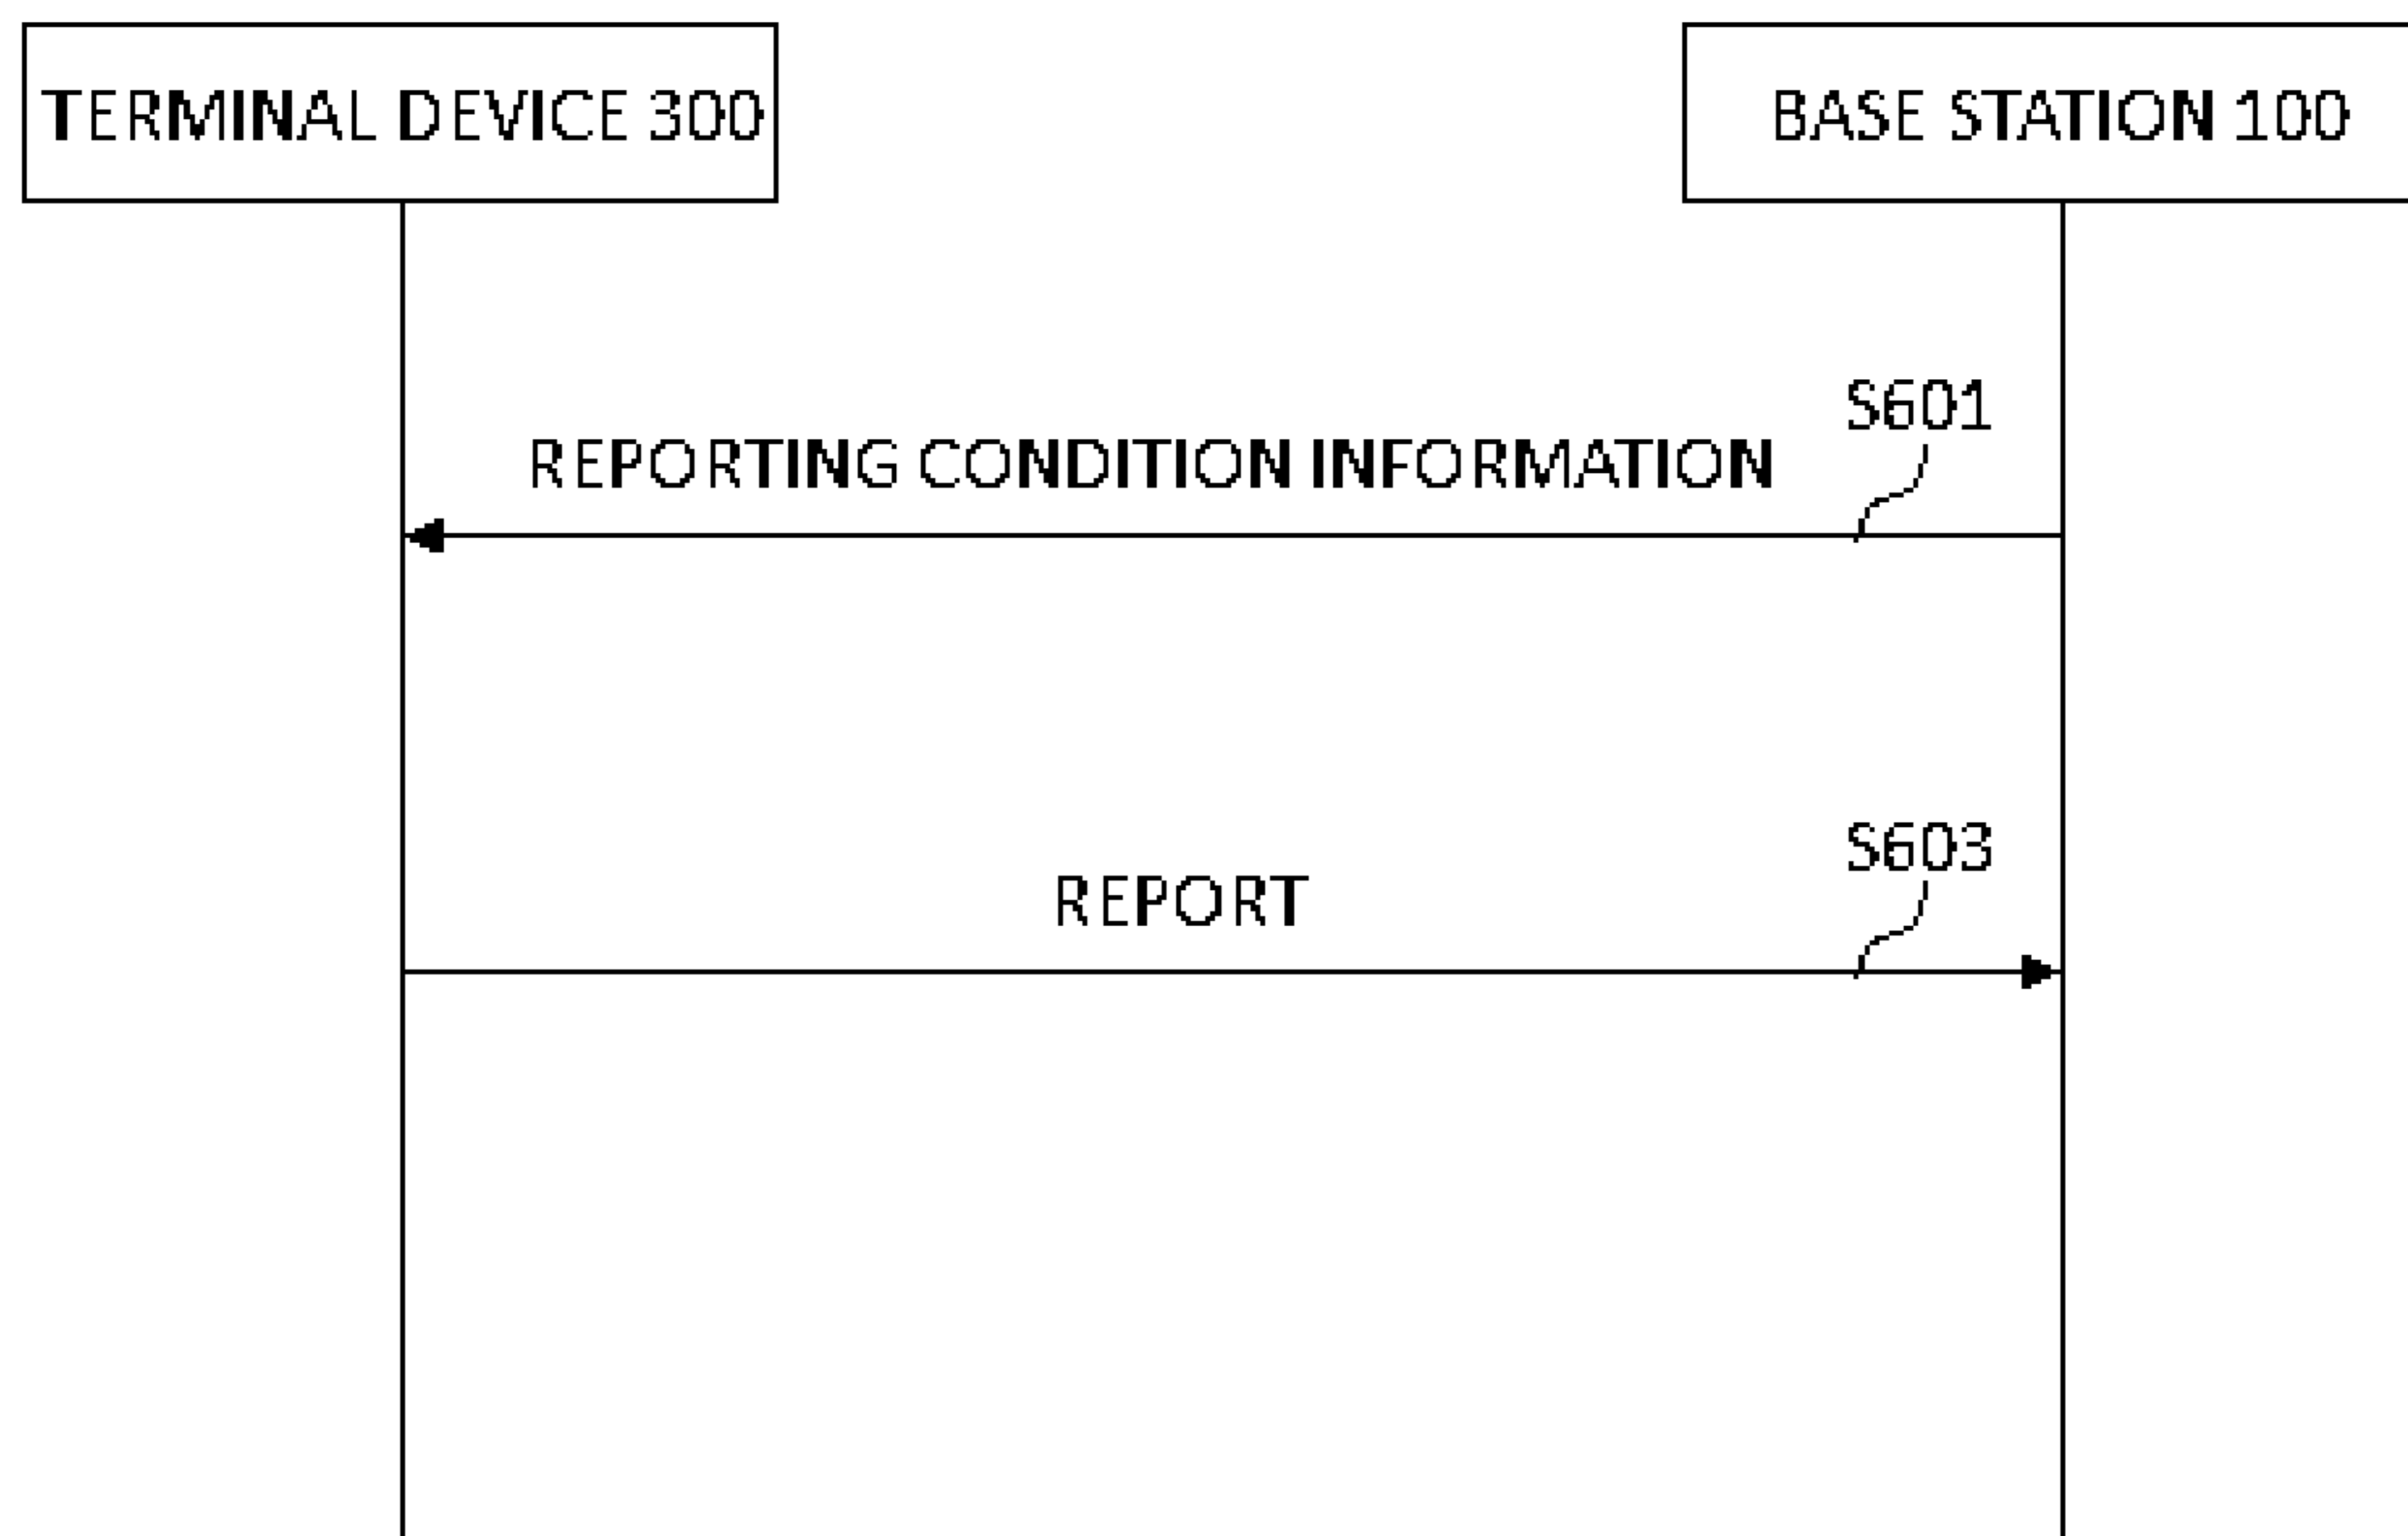 TERMINAL DEVICE 300
BASE STATION 100
S601
REPORTING CONDITION INFORMATION
S603
REPORT